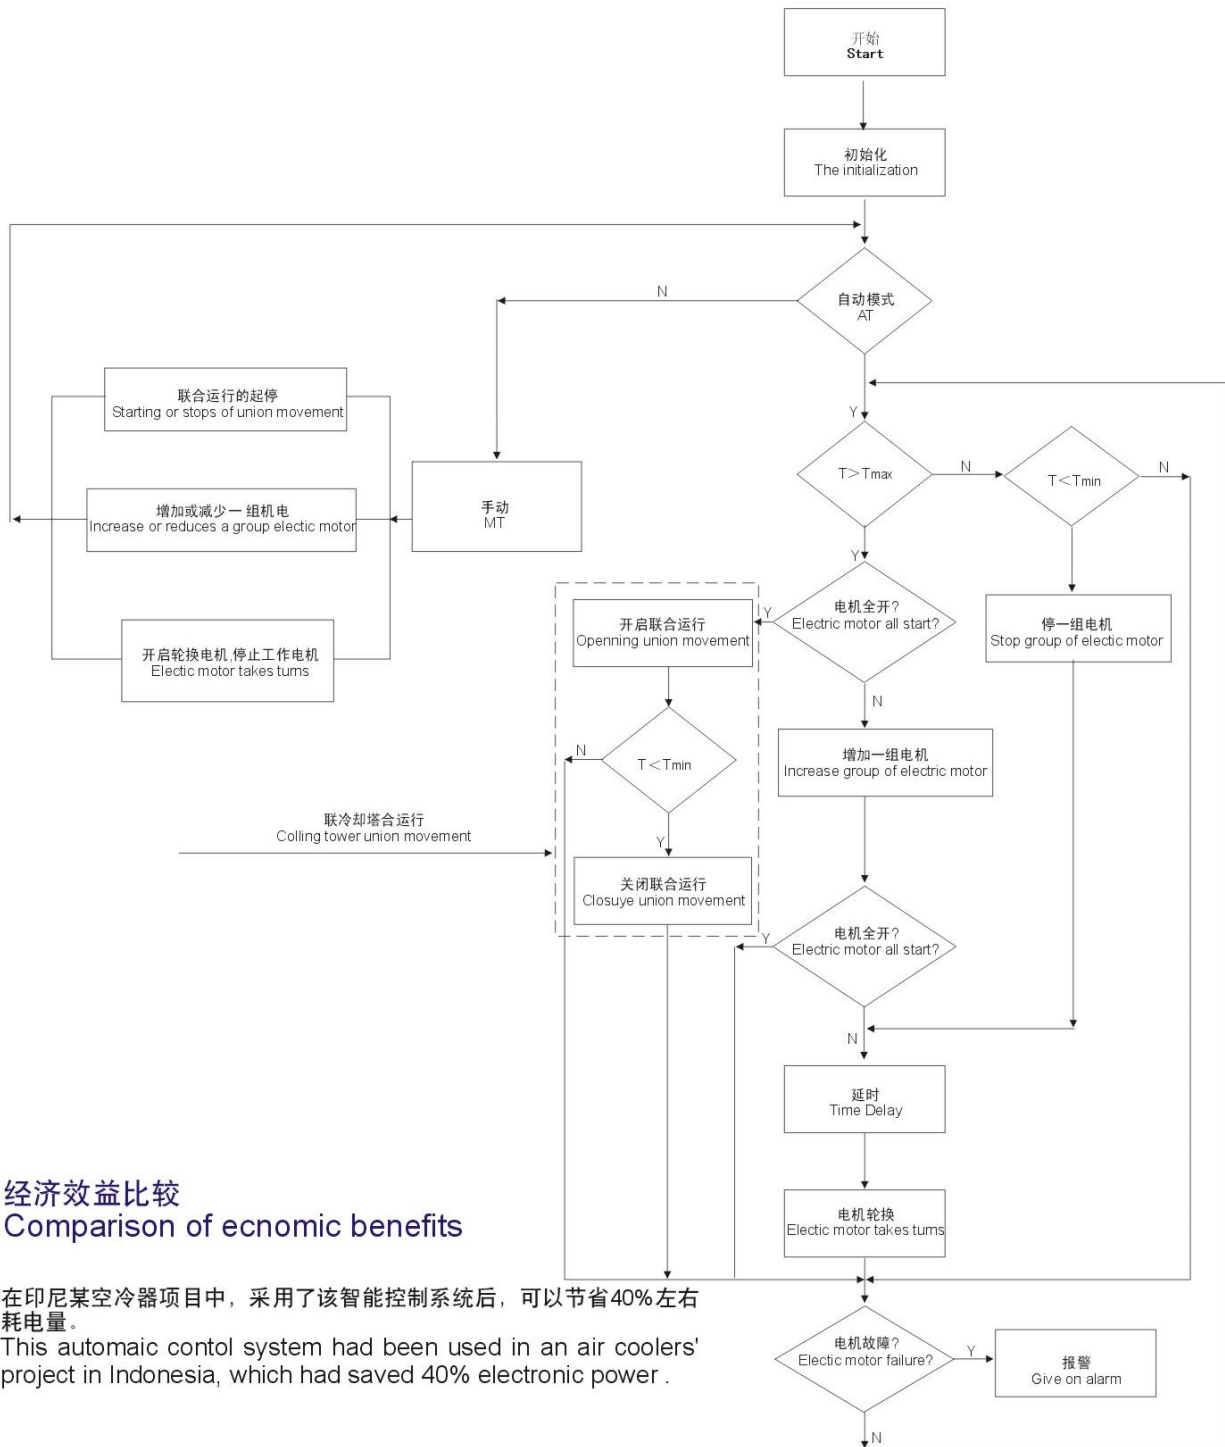 开始
Start
初始化
The initialization
自动模式
AT
N
Y
联合运行的起停
Starting or stops of union movement
增加或减少一组机电
Increase or reduces a group electic motor
开启轮换电机,停止工作电机
Electic motor takes turns
手动
MT
T＞Tmax
N
T＜Tmin
N
Y
电机全开?
Electric motor all start?
Y
开启联合运行
Openning union movement
停一组电机
Stop group of electic motor
N
T＜Tmin
N
Y
增加一组电机
Increase group of electric motor
联冷却塔合运行
Colling tower union movement
关闭联合运行
Closuye union movement
电机全开?
Electric motor all start?
Y
N
延时
Time Delay
电机轮换
Electic motor takes turns
电机故障?
Electic motor failure?
Y
报警
Give on alarm
N
经济效益比较
Comparison of ecnomic benefits
在印尼某空冷器项目中，采用了该智能控制系统后，可以节省40%左右
耗电量。
This automaic contol system had been used in an air coolers'
project in Indonesia, which had saved 40% electronic power .